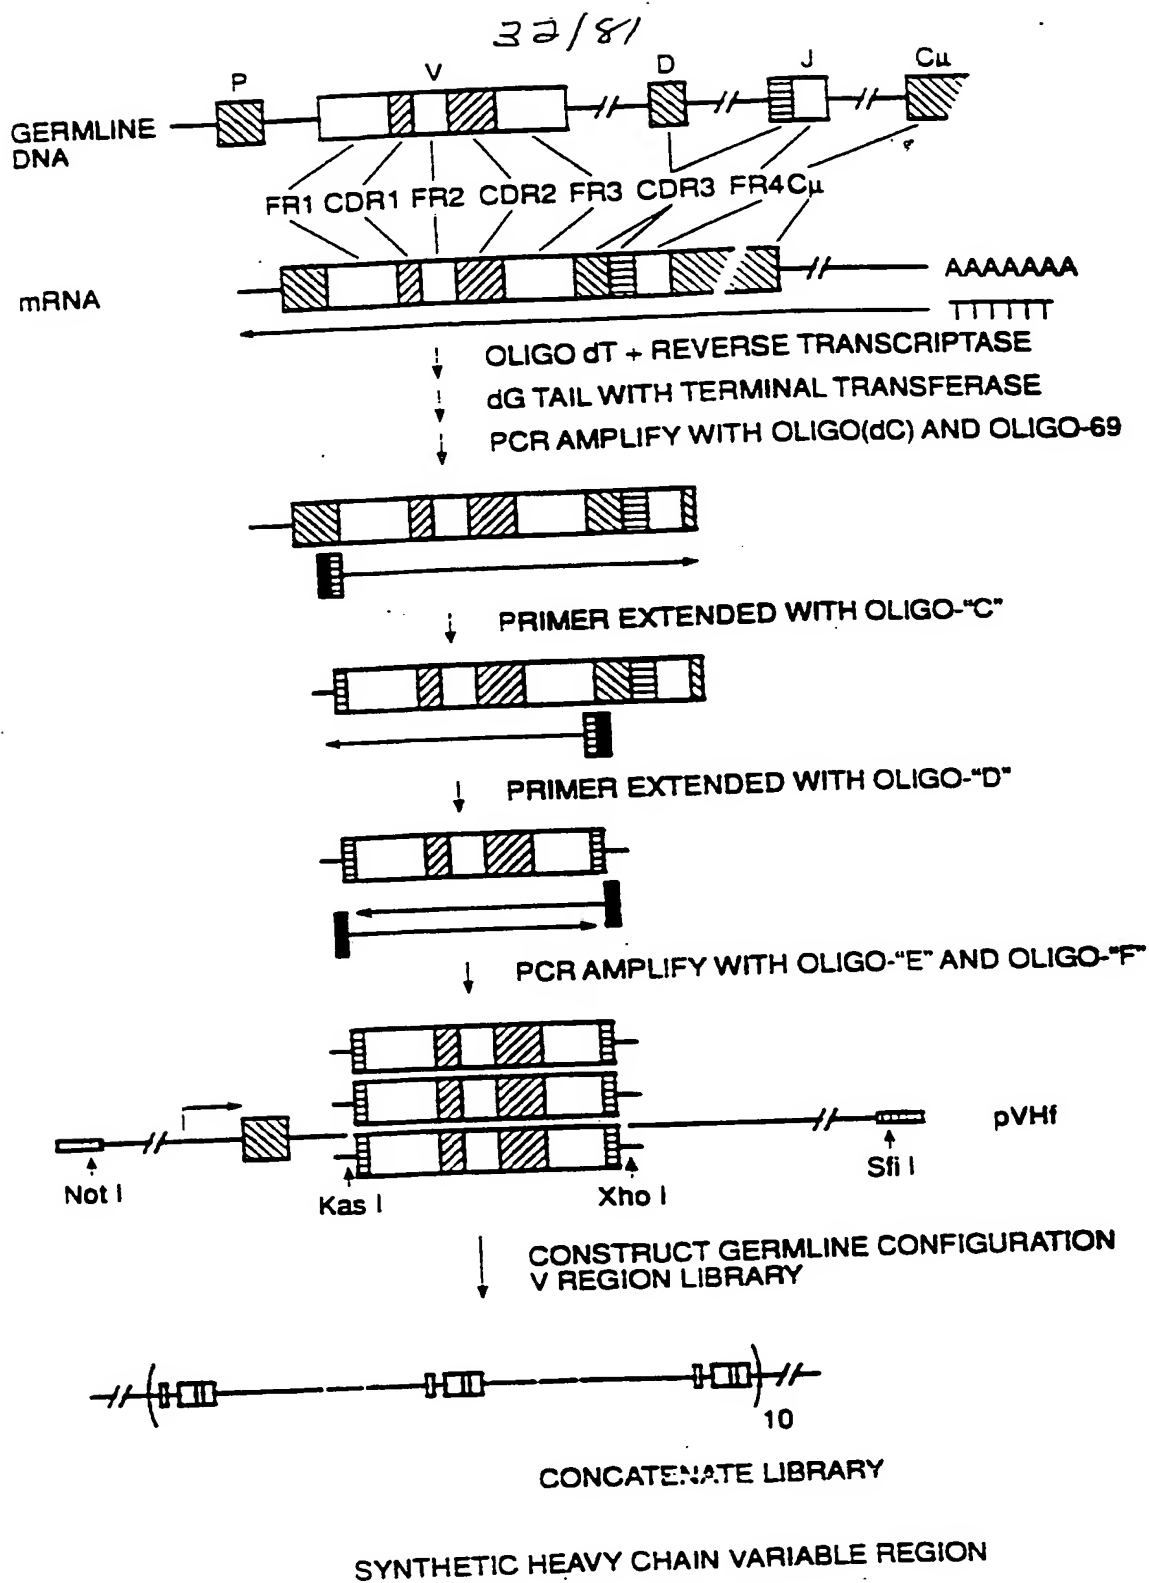 32/81
P V D J Cμ
GERMLINE
DNA
FR1 CDR1 FR2 CDR2 FR3 CDR3 FR4 Cμ
mRNA
AAAAAAA
TTTTTT
OLIGO dT + REVERSE TRANSCRIPTASE
dG TAIL WITH TERMINAL TRANSFERASE
PCR AMPLIFY WITH OLIGO(dC) AND OLIGO-69
PRIMER EXTENDED WITH OLIGO-"C"
PRIMER EXTENDED WITH OLIGO-"D"
PCR AMPLIFY WITH OLIGO-"E" AND OLIGO-"F"
pVHf
Not I Kas I Xho I Sfi I
CONSTRUCT GERMLINE CONFIGURATION
V REGION LIBRARY
10
CONCATENATE LIBRARY
SYNTHETIC HEAVY CHAIN VARIABLE REGION